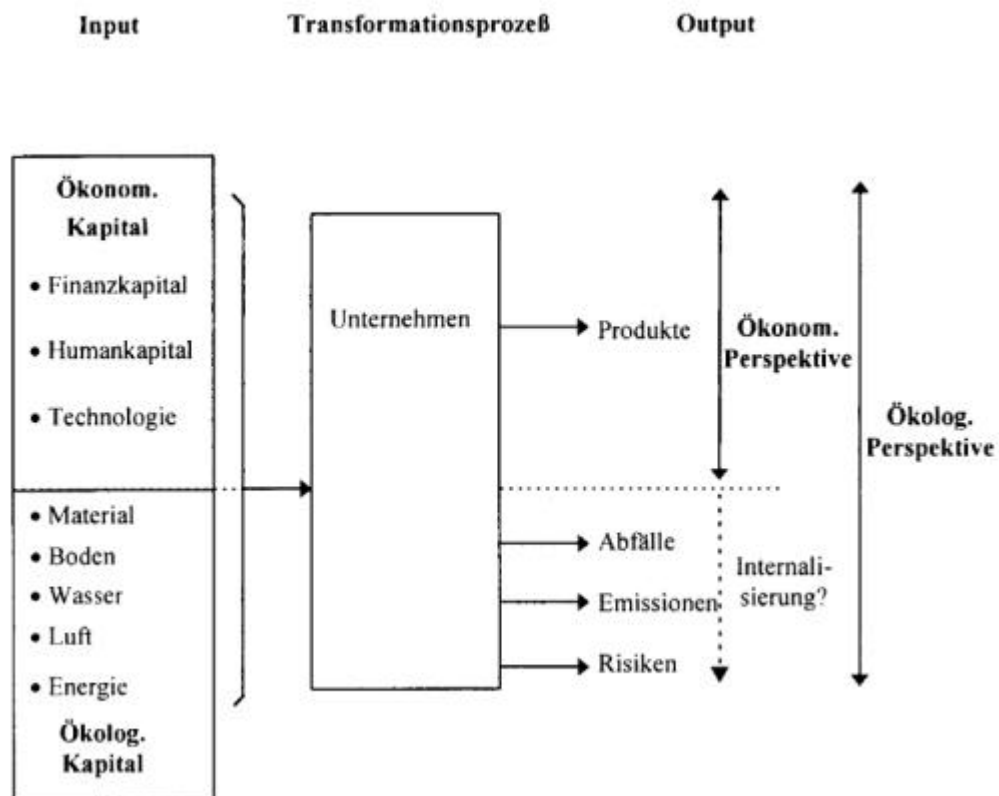 Input
Transformationsprozeß
Output
Ökonom.
Kapital
• Finanzkapital
• Humankapital
• Technologie
• Material
• Boden
• Wasser
• Luft
• Energie
Ökolog.
Kapital
Unternehmen
Produkte
Abfälle
Emissionen
Risiken
Ökonom.
Perspektive
Internali-
sierung?
Ökolog.
Perspektive